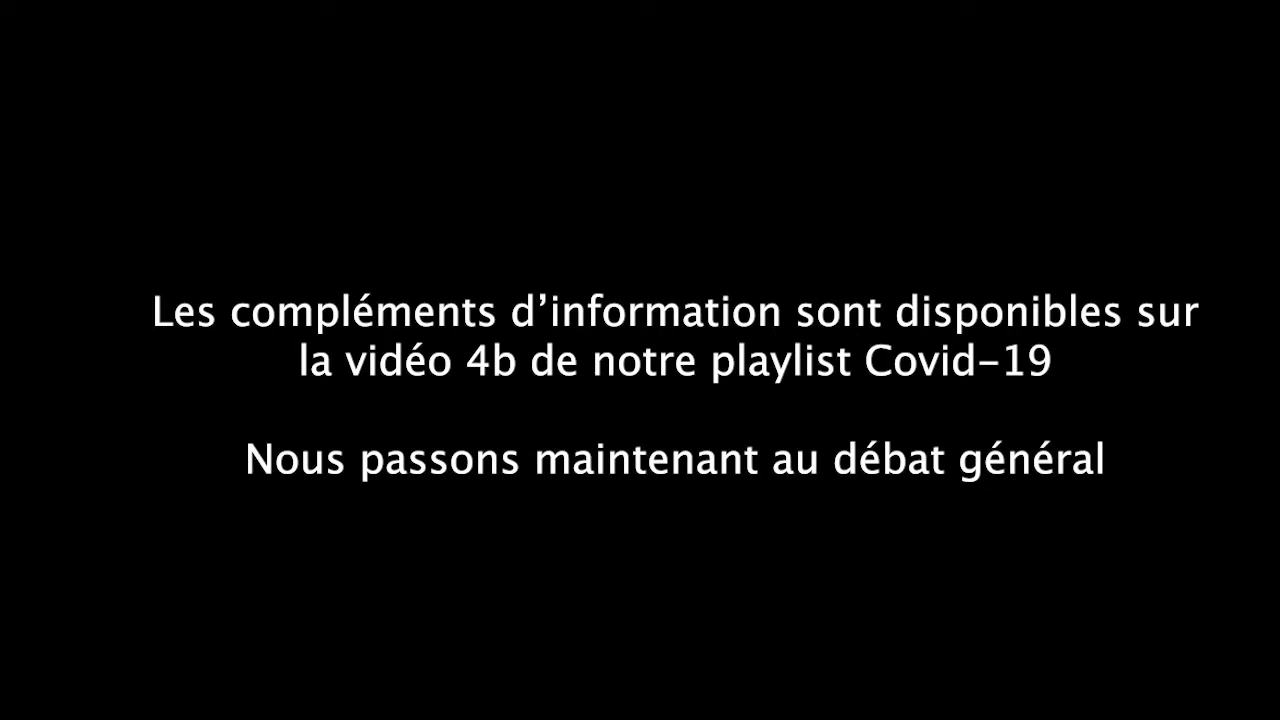 Les compléments d’information sont disponibles sur
la vidéo 4b de notre playlist Covid-19
Nous passons maintenant au débat général